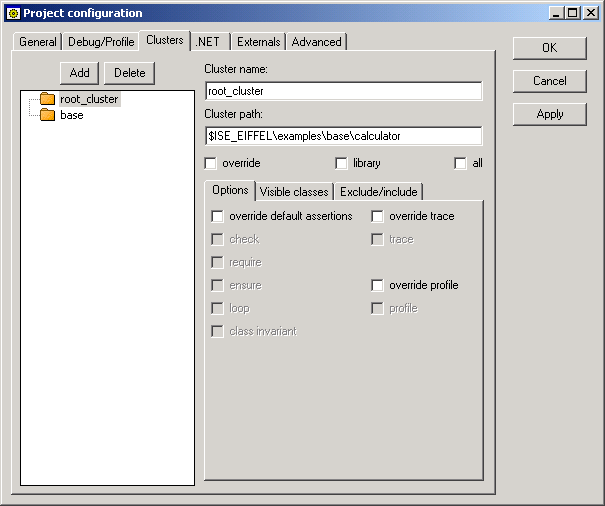 Project configuration
General Debug/Profile Clusters .NET Externals Advanced
OK
Cancel
Apply
Add Delete
root_cluster
base
Cluster name:
root_cluster
Cluster path:
$ISE_EIFFEL\examples\base\calculator
override library all
Options Visible classes Exclude/include
override default assertions override trace
check trace
require
ensure override profile
loop profile
class invariant